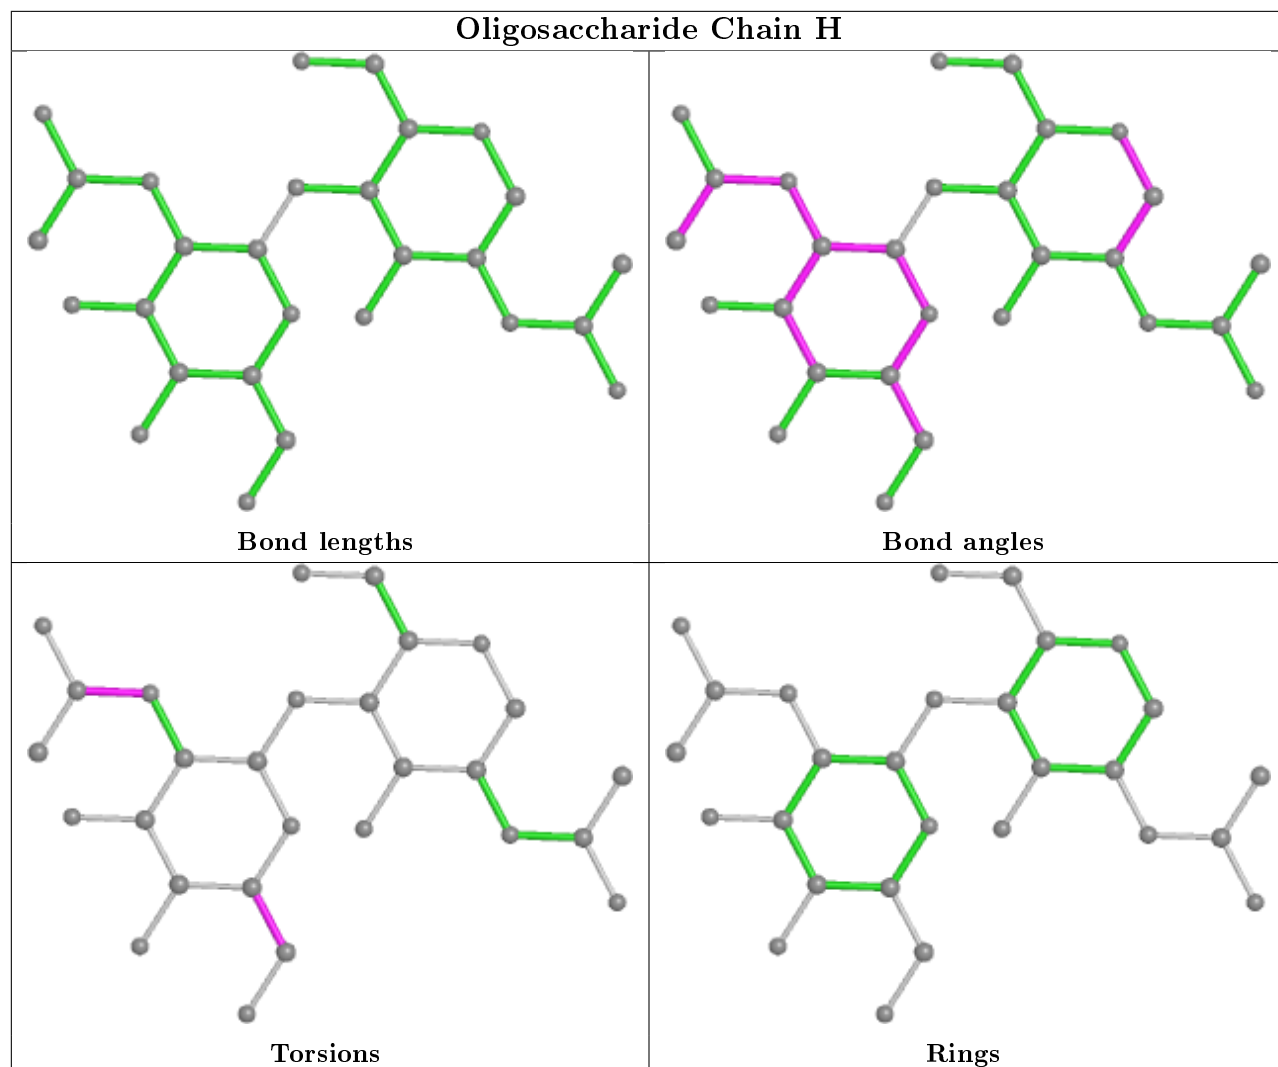 Oligosaccharide Chain H
Bond lengths
Bond angles
Torsions
Rings